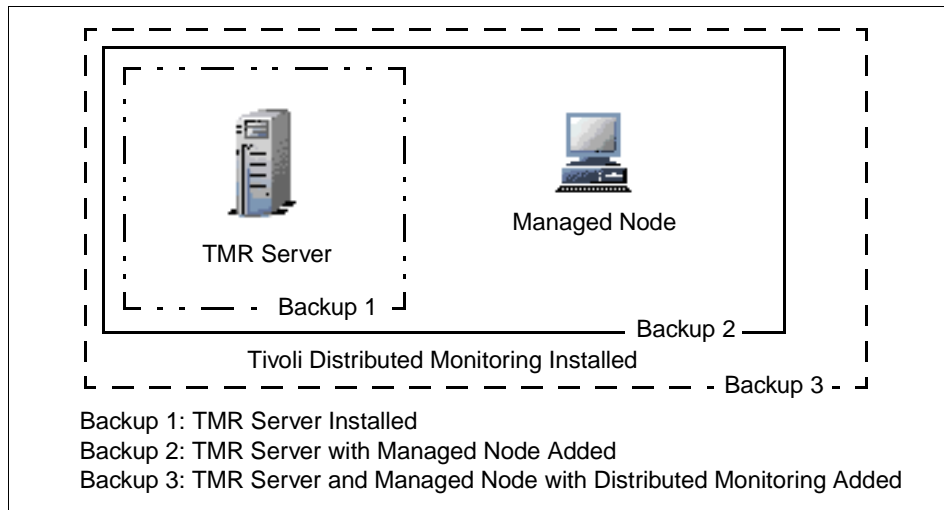 Managed Node
TMR Server
Backup 1
Backup 2
Tivoli Distributed Monitoring Installed
Backup 3
Backup 1: TMR Server Installed
Backup 2: TMR Server with Managed Node Added
Backup 3: TMR Server and Managed Node with Distributed Monitoring Added